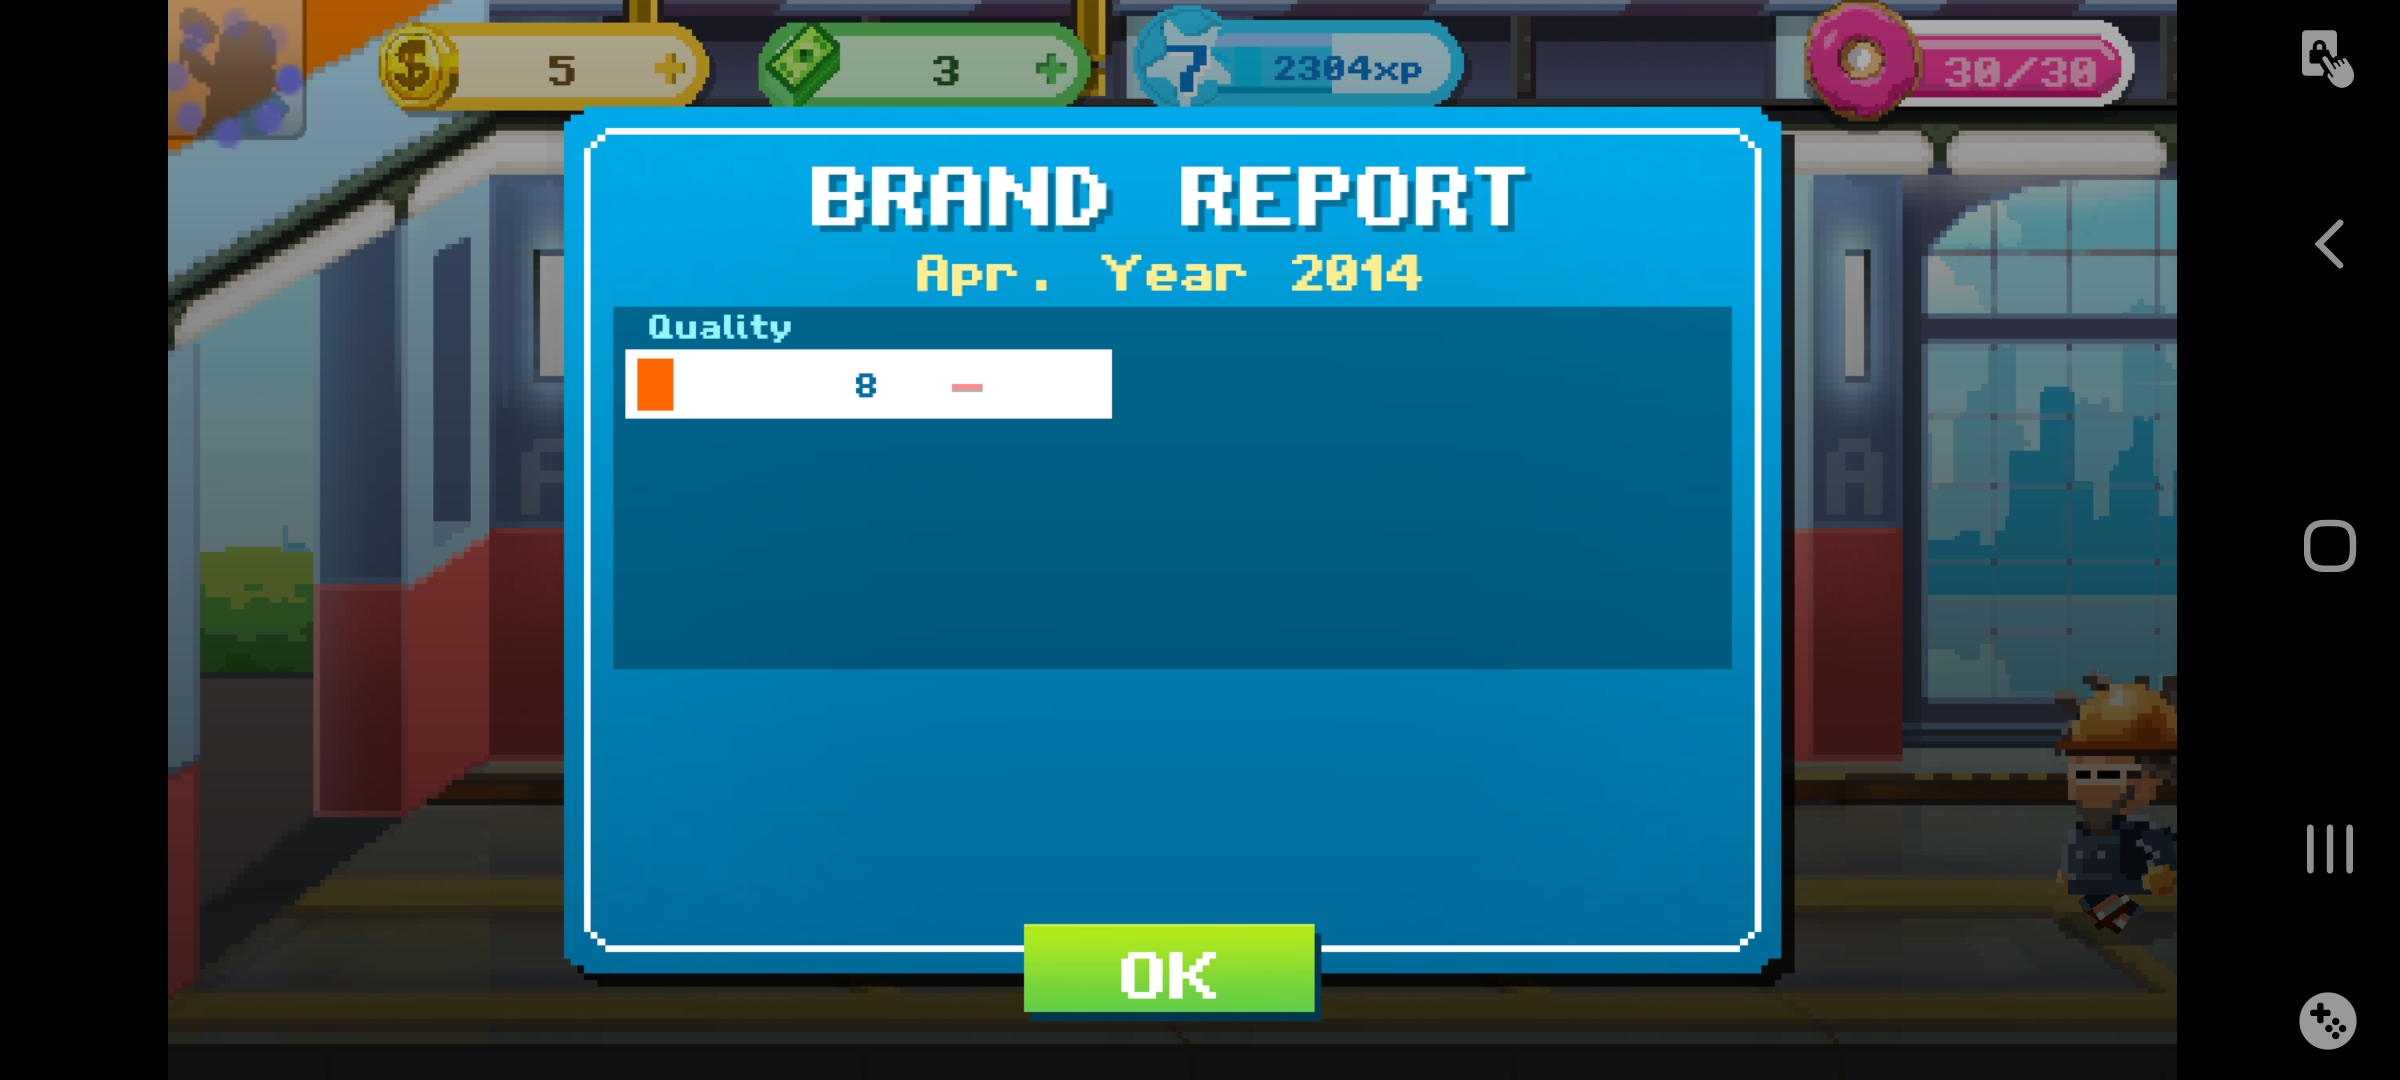 5 + 3 + 7 2304xp 30/30
BRAND REPORT
Apr. Year 2014
Quality
8 –
A A
OK